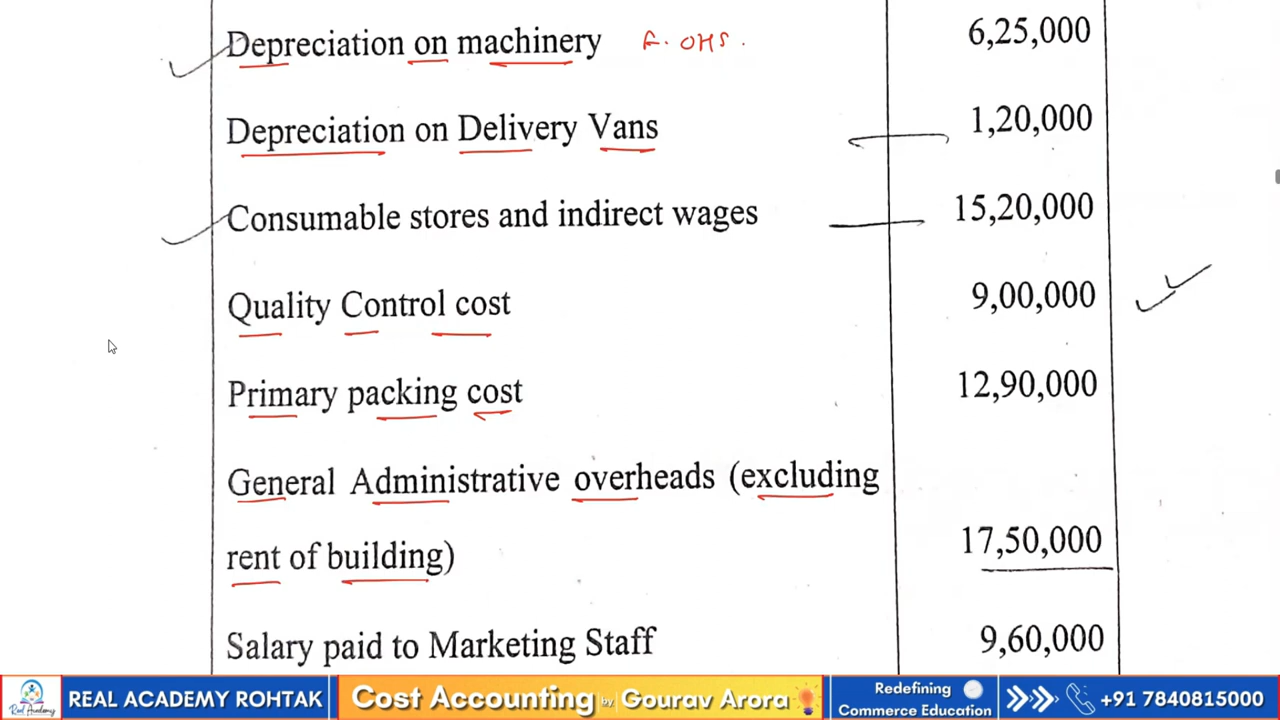 Depreciation on machinery F. OHS. 6,25,000
Depreciation on Delivery Vans 1,20,000
Consumable stores and indirect wages 15,20,000
Quality Control cost 9,00,000
Primary packing cost 12,90,000
General Administrative overheads (excluding
rent of building) 17,50,000
Salary paid to Marketing Staff 9,60,000
Real Academy
REAL ACADEMY ROHTAK
Cost Accounting by Gourav Arora
Redefining
Commerce Education
+91 7840815000